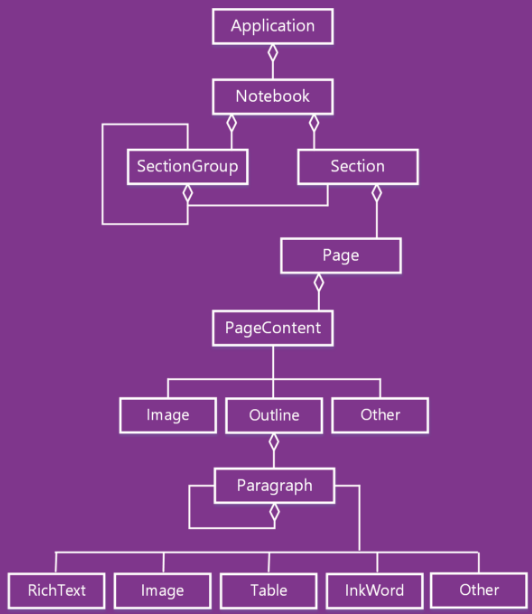 Application
Notebook
SectionGroup
Section
Page
PageContent
Image
Outline
Other
Paragraph
RichText
Image
Table
InkWord
Other